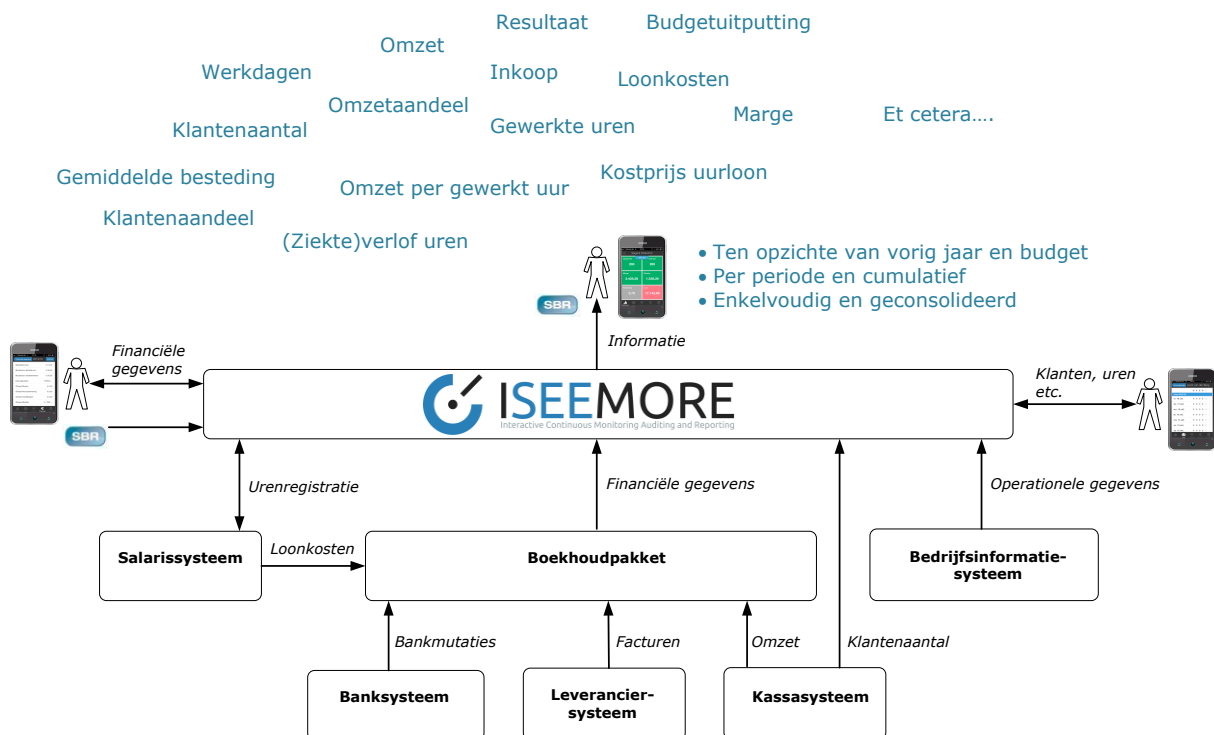 Resultaat
Budgetuitputting
Omzet
Werkdagen
Inkoop
Loonkosten
Omzetaandeel
Marge
Et cetera....
Klantenaantal
Gewerkte uren
Gemiddelde besteding
Omzet per gewerkt uur
Kostprijs uurloon
Klantenaandeel
(Ziekte)verlof uren
• Ten opzichte van vorig jaar en budget
• Per periode en cumulatief
• Enkelvoudig en geconsolideerd
SBR
Informatie
Financiële
gegevens
SBR
ISEEMORE
Interactive Continuous Monitoring Auditing and Reporting
Klanten, uren
etc.
Urenregistratie
Financiële gegevens
Operationele gegevens
Salarissysteem
Loonkosten
Boekhoudpakket
Bedrijfsinformatie-
systeem
Bankmutaties
Facturen
Omzet
Klantenaantal
Banksysteem
Leverancier-
systeem
Kassasysteem